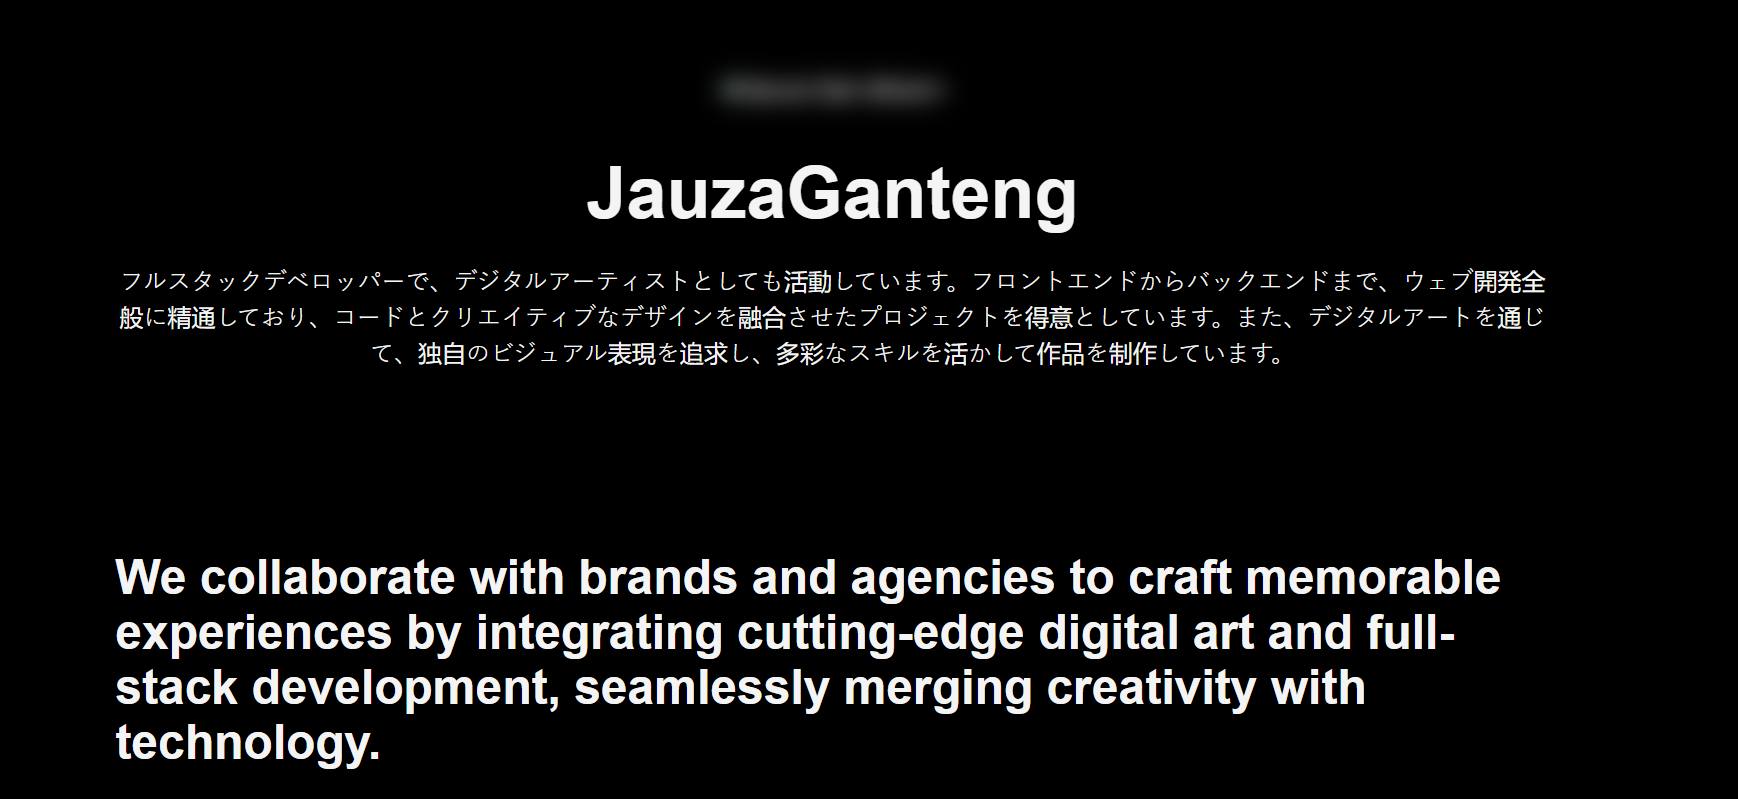 JauzaGanteng
フルスタックデベロッパーで、デジタルアーティストとしても活動しています。フロントエンドからバックエンドまで、ウェブ開発全
般に精通しており、コードとクリエイティブなデザインを融合させたプロジェクトを得意としています。また、デジタルアートを通じ
て、独自のビジュアル表現を追求し、多彩なスキルを活かして作品を制作しています。
We collaborate with brands and agencies to craft memorable
experiences by integrating cutting-edge digital art and full-
stack development, seamlessly merging creativity with
technology.